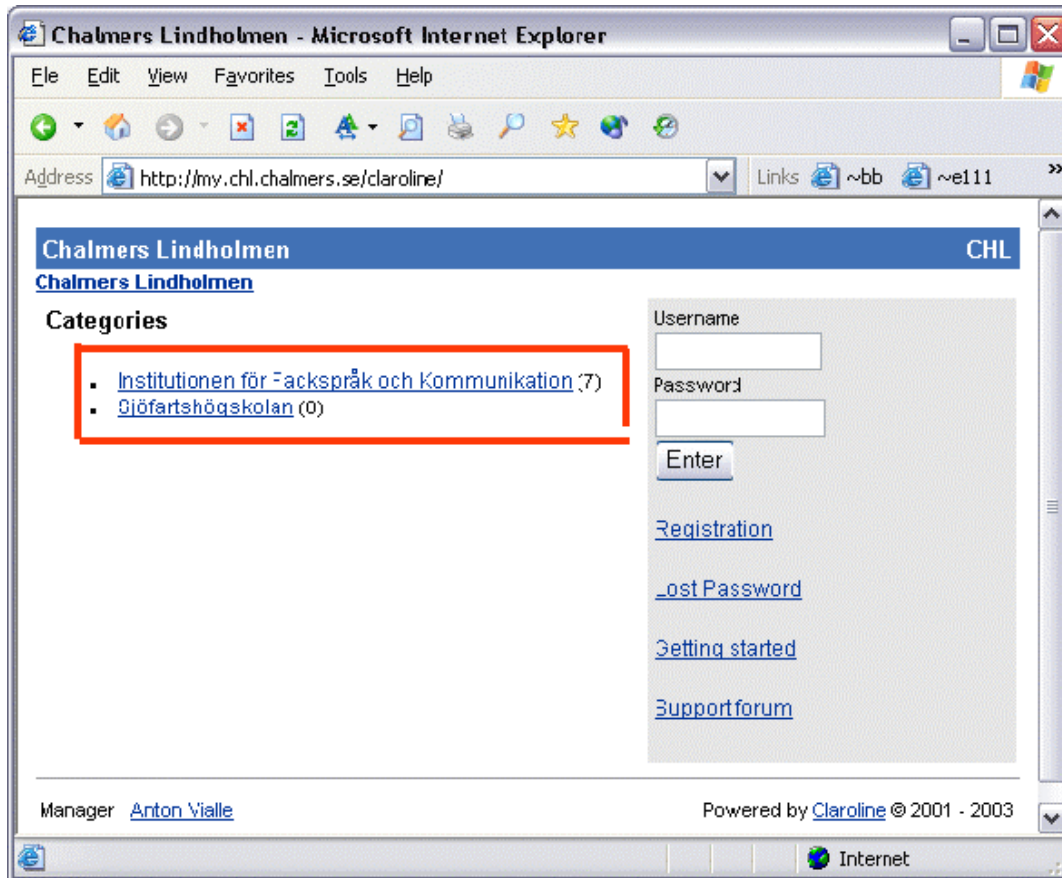 Chalmers Lindholmen - Microsoft Internet Explorer
File Edit View Favorites Tools Help
Address http://my.chl.chalmers.se/claroline/ Links ~bb ~e111 »
Chalmers Lindholmen CHL
Chalmers Lindholmen
Categories
Institutionen för Fackspråk och Kommunikation (7)
Sjöfartshögskolan (0)
Username
Password
Enter
Registration
Lost Password
Getting started
Support forum
Manager Anton Vialle Powered by Claroline © 2001 - 2003
Internet